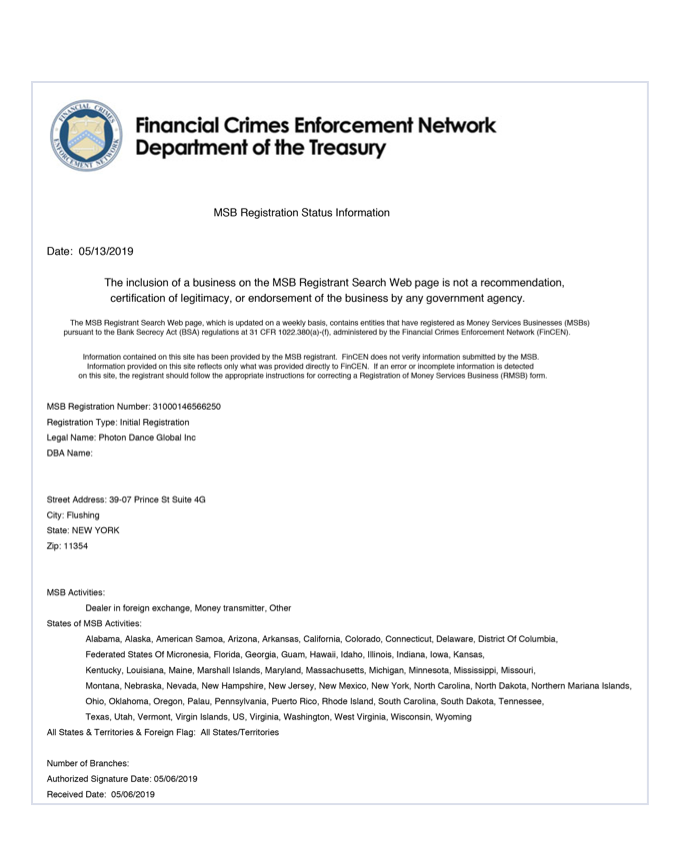 FINANCIAL CRIMES
ENFORCEMENT NETWORK
Financial Crimes Enforcement Network
Department of the Treasury
MSB Registration Status Information
Date: 05/13/2019
The inclusion of a business on the MSB Registrant Search Web page is not a recommendation,
certification of legitimacy, or endorsement of the business by any government agency.
The MSB Registrant Search Web page, which is updated on a weekly basis, contains entities that have registered as Money Services Businesses (MSBs)
pursuant to the Bank Secrecy Act (BSA) regulations at 31 CFR 1022.380(a)-(f), administered by the Financial Crimes Enforcement Network (FinCEN).
Information contained on this site has been provided by the MSB registrant. FinCEN does not verify information submitted by the MSB.
Information provided on this site reflects only what was provided directly to FinCEN. If an error or incomplete information is detected
on this site, the registrant should follow the appropriate instructions for correcting a Registration of Money Services Business (RMSB) form.
MSB Registration Number: 31000146566250
Registration Type: Initial Registration
Legal Name: Photon Dance Global Inc
DBA Name:
Street Address: 39-07 Prince St Suite 4G
City: Flushing
State: NEW YORK
Zip: 11354
MSB Activities:
Dealer in foreign exchange, Money transmitter, Other
States of MSB Activities:
Alabama, Alaska, American Samoa, Arizona, Arkansas, California, Colorado, Connecticut, Delaware, District Of Columbia,
Federated States Of Micronesia, Florida, Georgia, Guam, Hawaii, Idaho, Illinois, Indiana, Iowa, Kansas,
Kentucky, Louisiana, Maine, Marshall Islands, Maryland, Massachusetts, Michigan, Minnesota, Mississippi, Missouri,
Montana, Nebraska, Nevada, New Hampshire, New Jersey, New Mexico, New York, North Carolina, North Dakota, Northern Mariana Islands,
Ohio, Oklahoma, Oregon, Palau, Pennsylvania, Puerto Rico, Rhode Island, South Carolina, South Dakota, Tennessee,
Texas, Utah, Vermont, Virgin Islands, US, Virginia, Washington, West Virginia, Wisconsin, Wyoming
All States & Territories & Foreign Flag: All States/Territories
Number of Branches:
Authorized Signature Date: 05/06/2019
Received Date: 05/06/2019